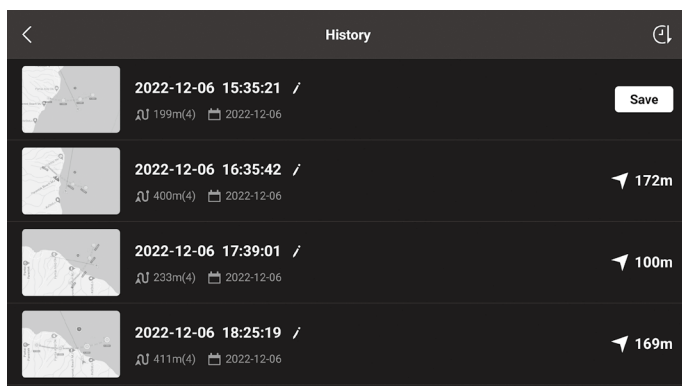 History
2022-12-06 15:35:21
199m(4) 2022-12-06
Save
2022-12-06 16:35:42
400m(4) 2022-12-06
172m
2022-12-06 17:39:01
233m(4) 2022-12-06
100m
2022-12-06 18:25:19
411m(4) 2022-12-06
169m